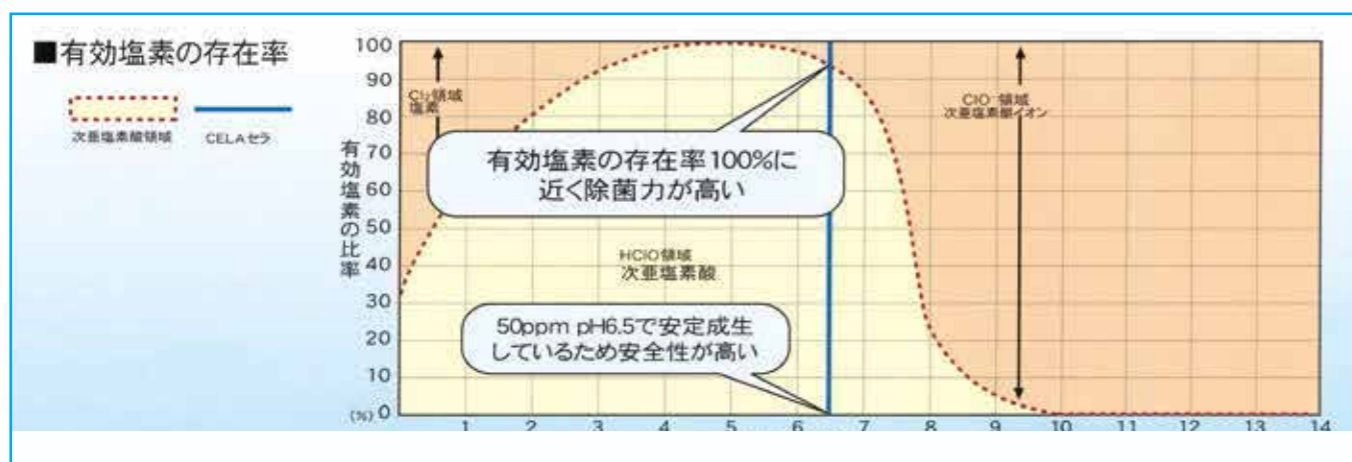 ■有効塩素の存在率
次亜塩素酸領域
CELAセラ
有効塩素の比率
100
90
80
70
60
50
40
30
20
10
(%) 0
Cl₂領域
塩素
有効塩素の存在率100%に
近く除菌力が高い
ClO⁻領域
次亜塩素酸イオン
HClO領域
次亜塩素酸
50ppm pH6.5で安定成生
しているため安全性が高い
1 2 3 4 5 6 7 8 9 10 11 12 13 14